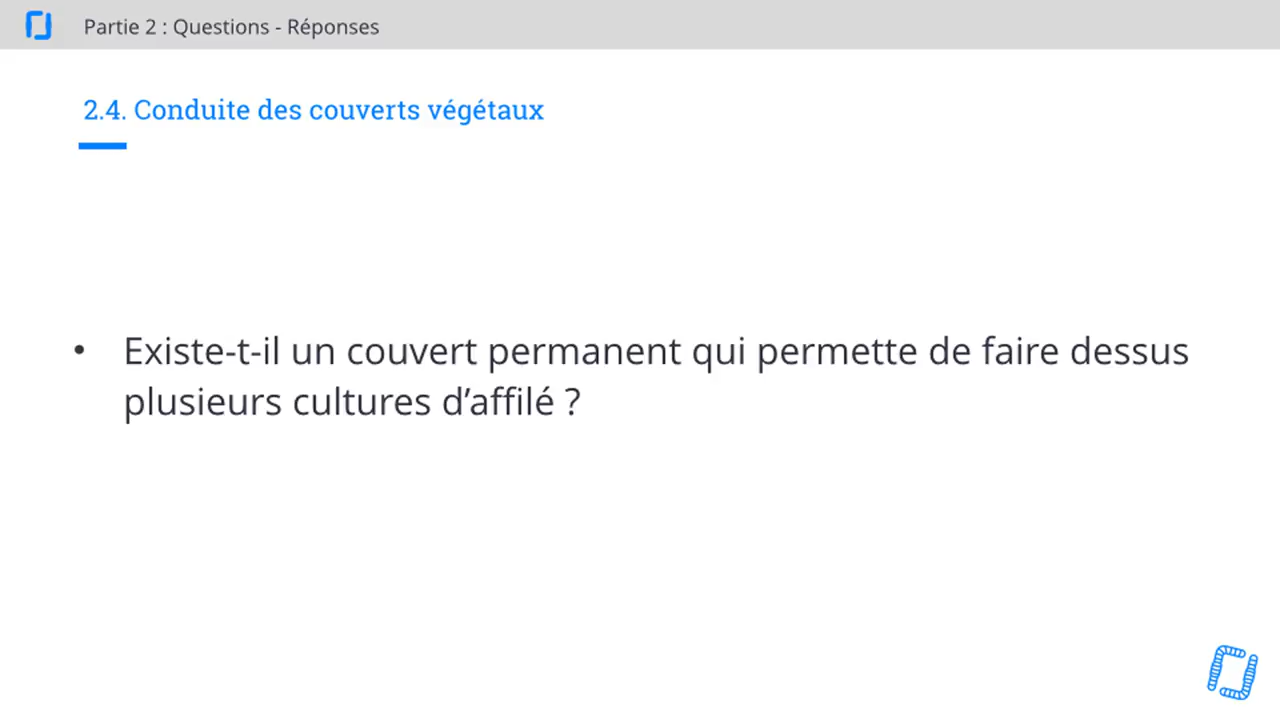 Partie 2 : Questions - Réponses
2.4. Conduite des couverts végétaux
• Existe-t-il un couvert permanent qui permette de faire dessus
plusieurs cultures d’affilé ?